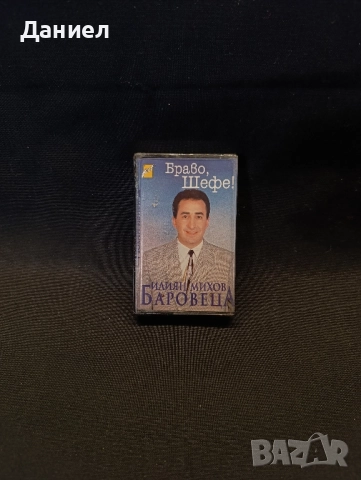 Даниел
Браво,
Шефе!
ИЛИЯН МИХОВ
БАРОВЕЦА
BAZAR